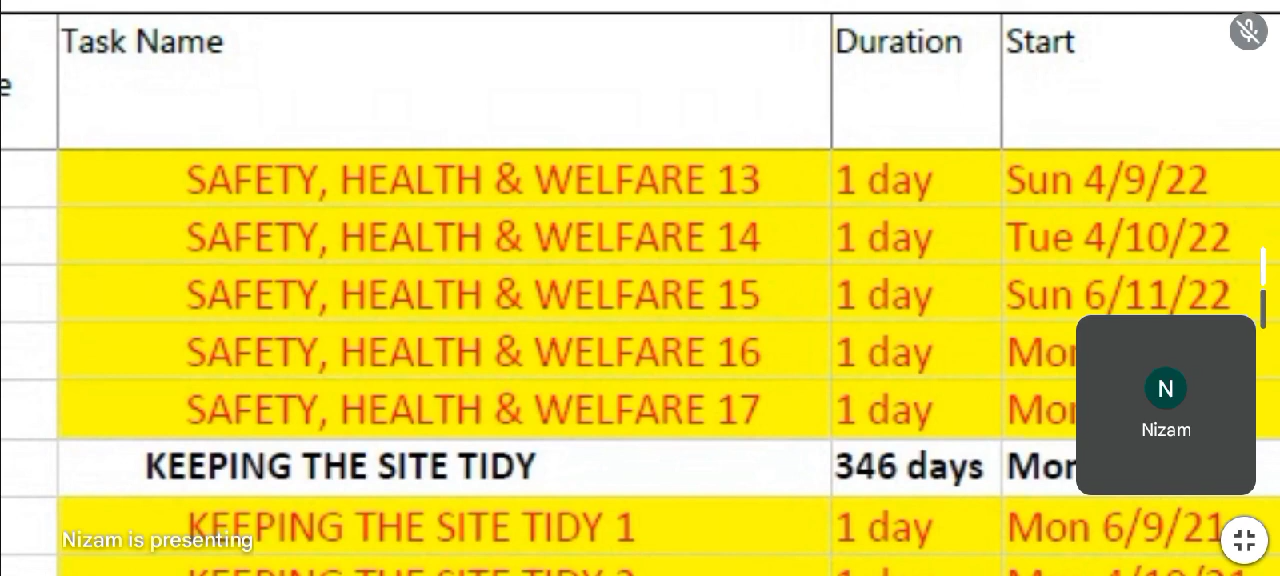 Task Name Duration Start
e
SAFETY, HEALTH & WELFARE 13 1 day Sun 4/9/22
SAFETY, HEALTH & WELFARE 14 1 day Tue 4/10/22
SAFETY, HEALTH & WELFARE 15 1 day Sun 6/11/22
SAFETY, HEALTH & WELFARE 16 1 day
SAFETY, HEALTH & WELFARE 17 1 day
KEEPING THE SITE TIDY 346 days
KEEPING THE SITE TIDY 1 1 day Mon 6/9/21
N
Nizam
Nizam is presenting